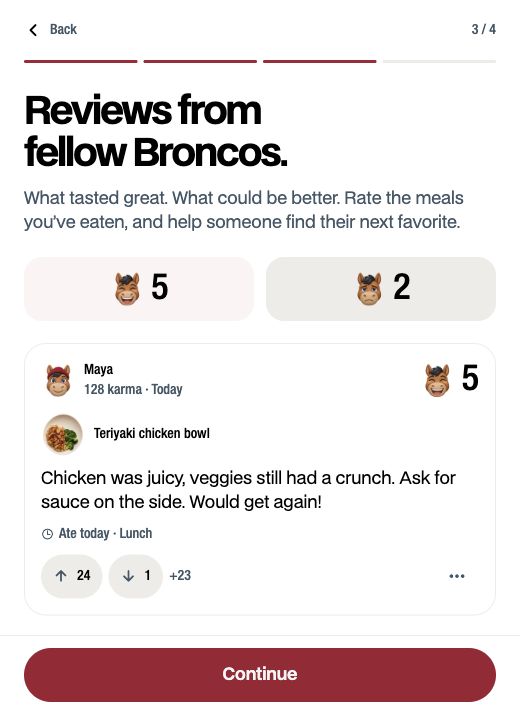 Back
3 / 4
Reviews from
fellow Broncos.
What tasted great. What could be better. Rate the meals
you've eaten, and help someone find their next favorite.
5
2
Maya
128 karma · Today
5
Teriyaki chicken bowl
Chicken was juicy, veggies still had a crunch. Ask for
sauce on the side. Would get again!
Ate today · Lunch
24
1
+23
Continue